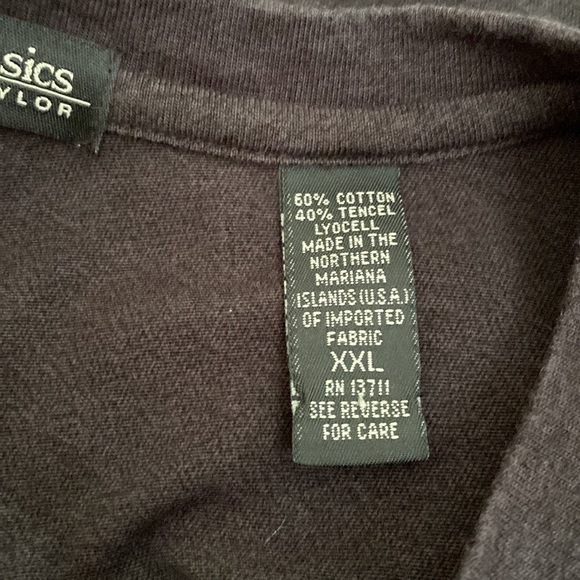 sics
YLOR
60% COTTON
40% TENCEL
LYOCELL
MADE IN THE
NORTHERN
MARIANA
ISLANDS (U.S.A.)
OF IMPORTED
FABRIC
XXL
RN 13711
SEE REVERSE
FOR CARE